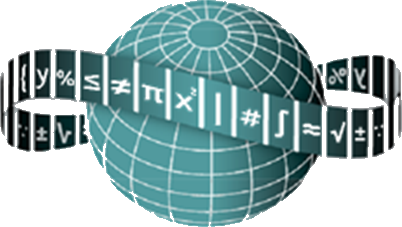 { y % ≤ ≠ π x² | # ∫ ≈ √ ±